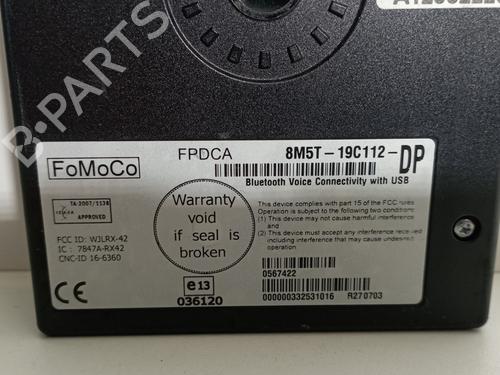 B-PARTS
FoMoCo
FPDCA
8M5T-19C112-DP
Bluetooth Voice Connectivity with USB
TA-2007/1138
ICASA
APPROVED
FCC ID: WJLRX-42
IC : 7847A-RX42
CNC-ID 16-6360
CE
Warranty
void
if seal is
broken
e13
036120
This device complies with part 15 of the FCC rules
Operation is subject to the following two conditions:
(1) This device may not cause harmful interference
and
(2) This device must accept any interference received
including interference that may cause undesired
operation
0567422
000000332531016 R270703